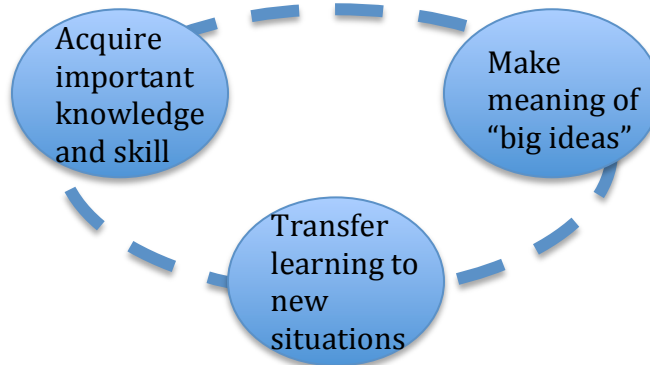 Acquire
important
knowledge
and skill
Make
meaning of
“big ideas”
Transfer
learning to
new
situations